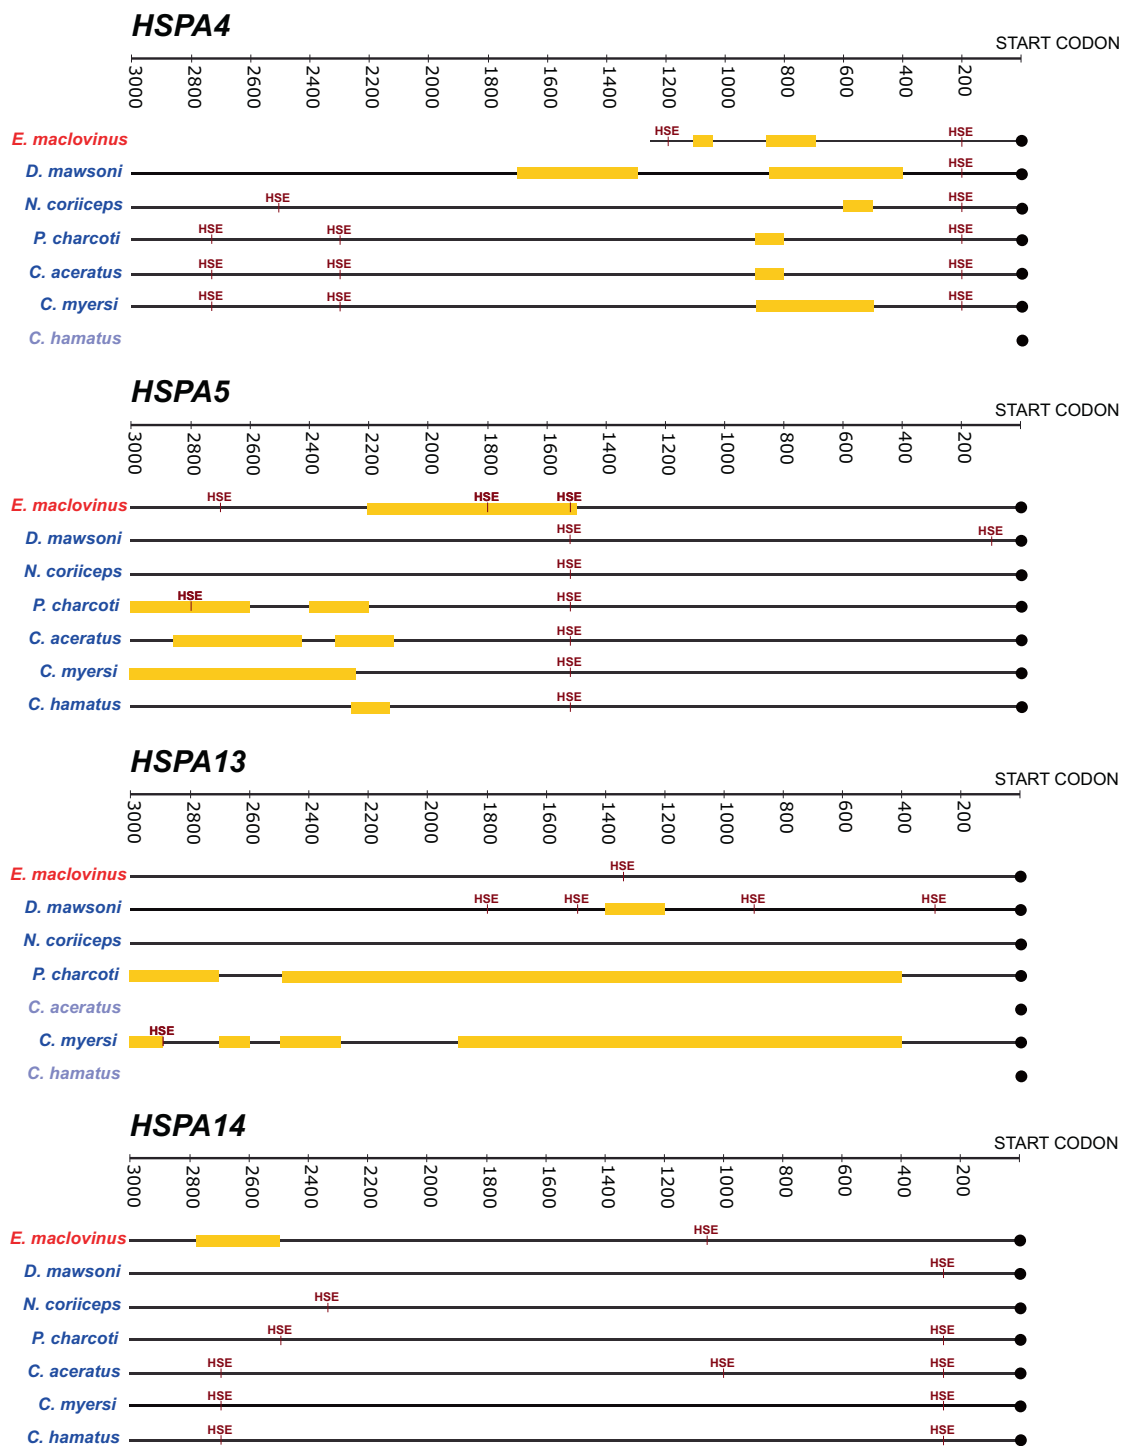 HSPA4
START CODON
3000 2800 2600 2400 2200 2000 1800 1600 1400 1200 1000 800 600 400 200
E. maclovinus HSE HSE
D. mawsoni HSE
N. coriiceps HSE HSE
P. charcoti HSE HSE HSE
C. aceratus HSE HSE HSE
C. myersi HSE HSE HSE
C. hamatus
HSPA5
START CODON
3000 2800 2600 2400 2200 2000 1800 1600 1400 1200 1000 800 600 400 200
E. maclovinus HSE HSE HSE
D. mawsoni HSE HSE
N. coriiceps HSE
P. charcoti HSE HSE
C. aceratus HSE
C. myersi HSE
C. hamatus HSE
HSPA13
START CODON
3000 2800 2600 2400 2200 2000 1800 1600 1400 1200 1000 800 600 400 200
E. maclovinus HSE
D. mawsoni HSE HSE HSE HSE
N. coriiceps
P. charcoti
C. aceratus
C. myersi HSE
C. hamatus
HSPA14
START CODON
3000 2800 2600 2400 2200 2000 1800 1600 1400 1200 1000 800 600 400 200
E. maclovinus HSE
D. mawsoni HSE
N. coriiceps HSE
P. charcoti HSE HSE
C. aceratus HSE HSE HSE
C. myersi HSE HSE
C. hamatus HSE HSE